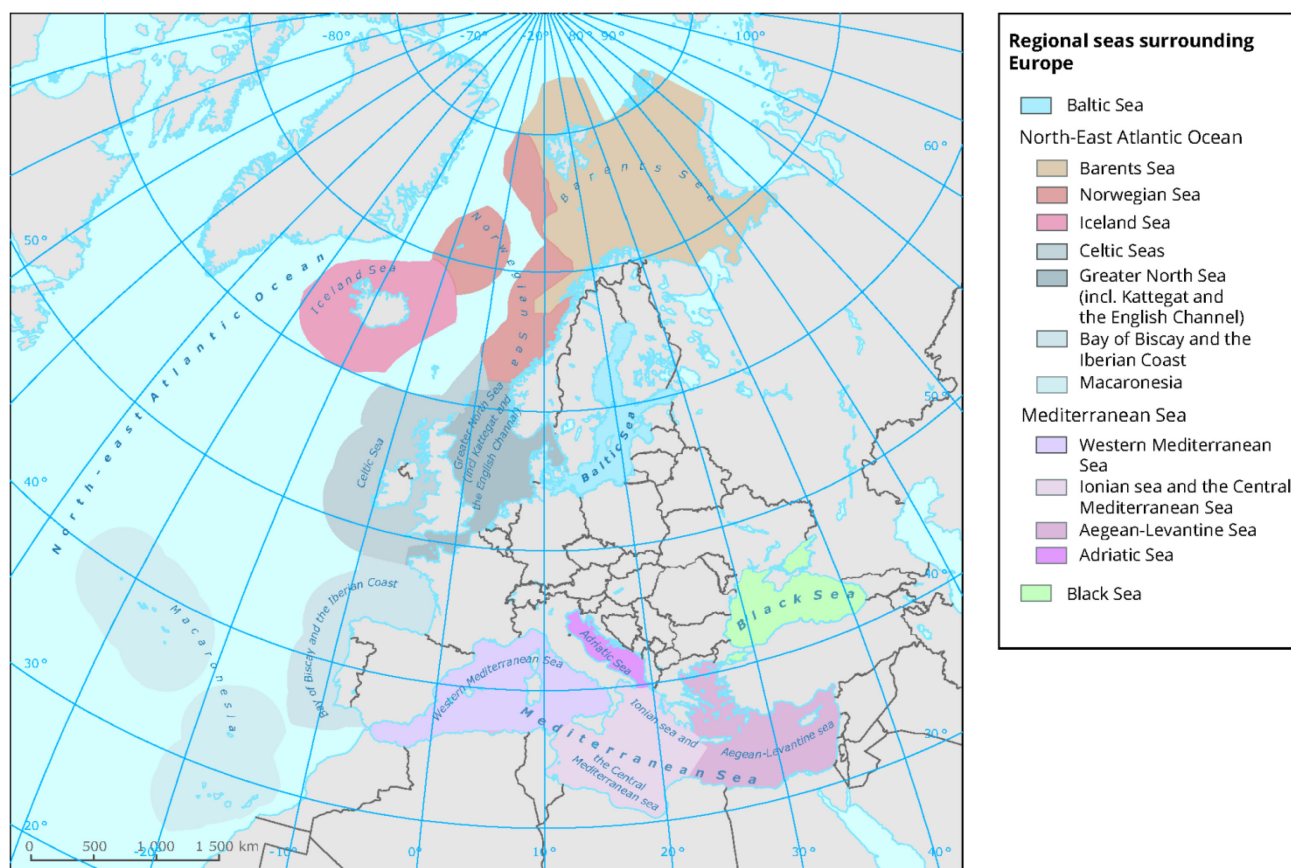 -80°
-70°
-20°
90°
100°
60°
50°
50°
40°
40°
30°
30°
20°
20°
-20°
-10°
0°
10°
20°
30°
40°
North-east Atlantic Ocean
Iceland Sea
Norwegian Sea
Barents Sea
Celtic Sea
Greater North Sea
(incl Kattegat and
the English Channal)
Baltic Sea
Bay of Biscay and the Iberian Coast
Macaronesia
Western Mediterranean Sea
Adriatic Sea
Black Sea
Ionian sea and
the Central
Mediterranean sea
Mediterranean Sea
Aegean-Levantine sea
0 500 1 000 1 500 km
Regional seas surrounding
Europe
Baltic Sea
North-East Atlantic Ocean
Barents Sea
Norwegian Sea
Iceland Sea
Celtic Seas
Greater North Sea
(incl. Kattegat and
the English Channel)
Bay of Biscay and the
Iberian Coast
Macaronesia
Mediterranean Sea
Western Mediterranean
Sea
Ionian sea and the Central
Mediterranean Sea
Aegean-Levantine Sea
Adriatic Sea
Black Sea